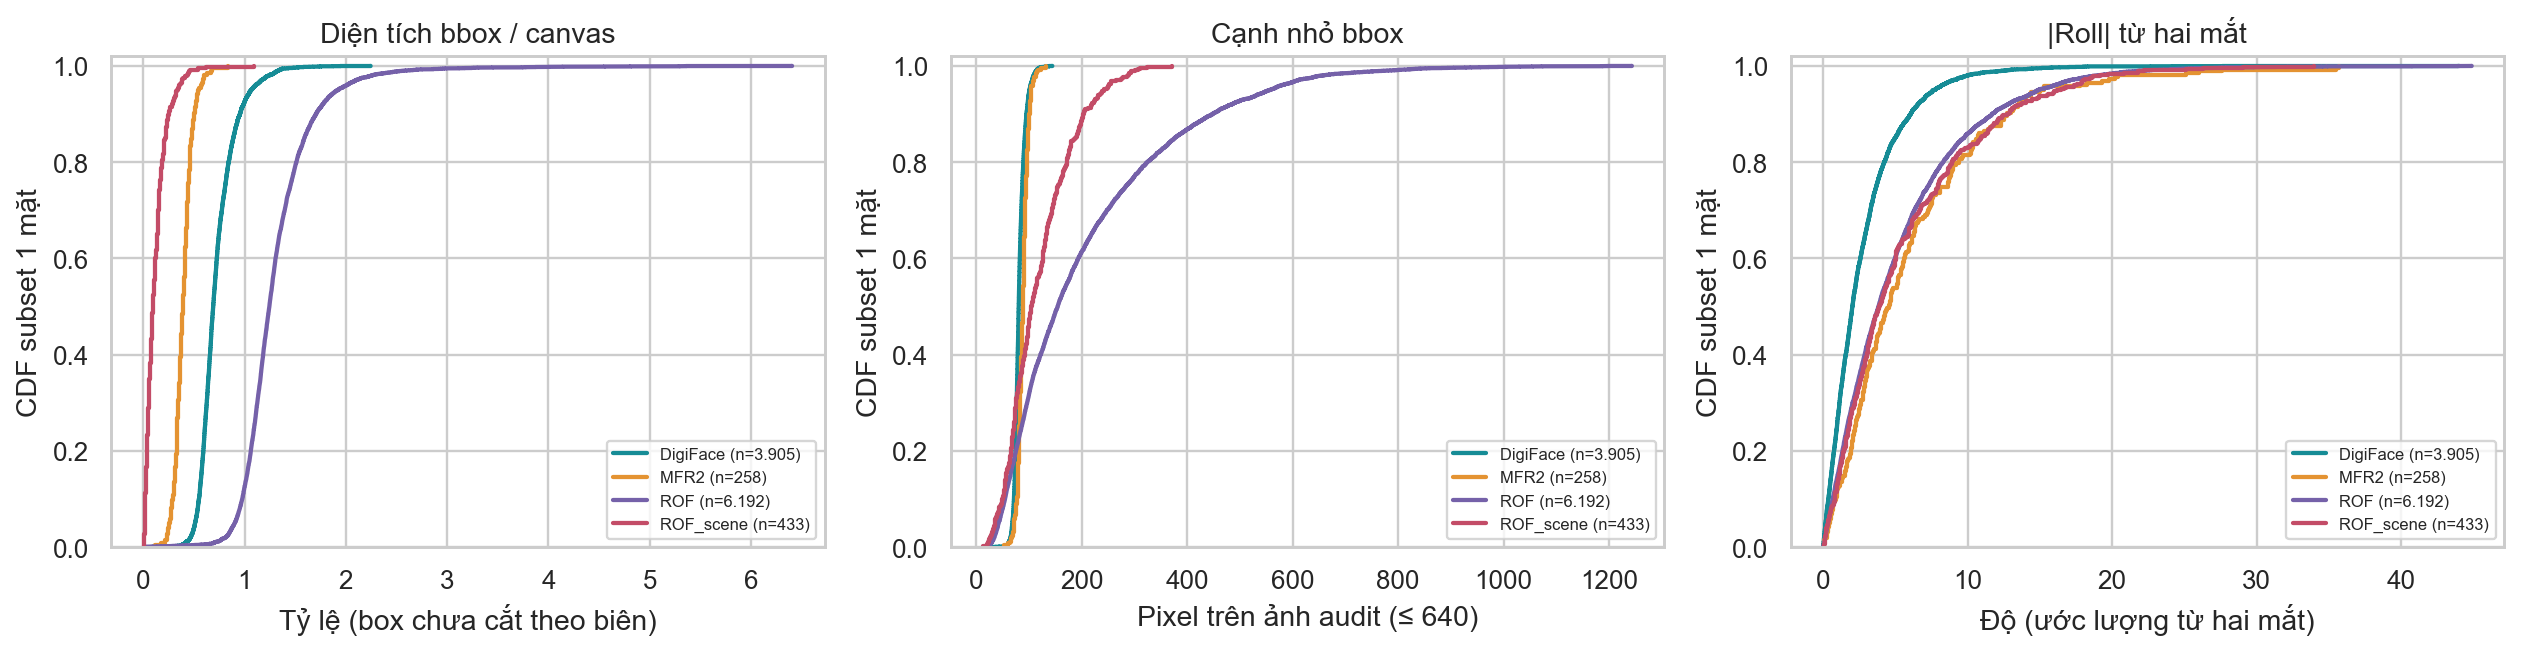 Diện tích bbox / canvas
CDF subset 1 mặt
1.0
0.8
0.6
0.4
0.2
0.0
0 1 2 3 4 5 6
Tỷ lệ (box chưa cắt theo biên)
DigiFace (n=3.905)
MFR2 (n=258)
ROF (n=6.192)
ROF_scene (n=433)
Cạnh nhỏ bbox
CDF subset 1 mặt
1.0
0.8
0.6
0.4
0.2
0.0
0 200 400 600 800 1000 1200
Pixel trên ảnh audit (≤ 640)
DigiFace (n=3.905)
MFR2 (n=258)
ROF (n=6.192)
ROF_scene (n=433)
|Roll| từ hai mắt
CDF subset 1 mặt
1.0
0.8
0.6
0.4
0.2
0.0
0 10 20 30 40
Độ (ước lượng từ hai mắt)
DigiFace (n=3.905)
MFR2 (n=258)
ROF (n=6.192)
ROF_scene (n=433)